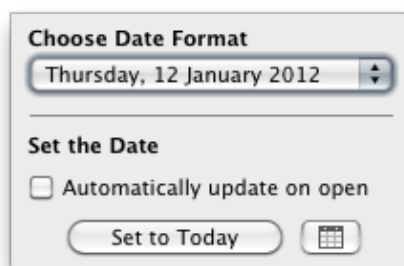 Choose Date Format
Thursday, 12 January 2012
Set the Date
Automatically update on open
Set to Today